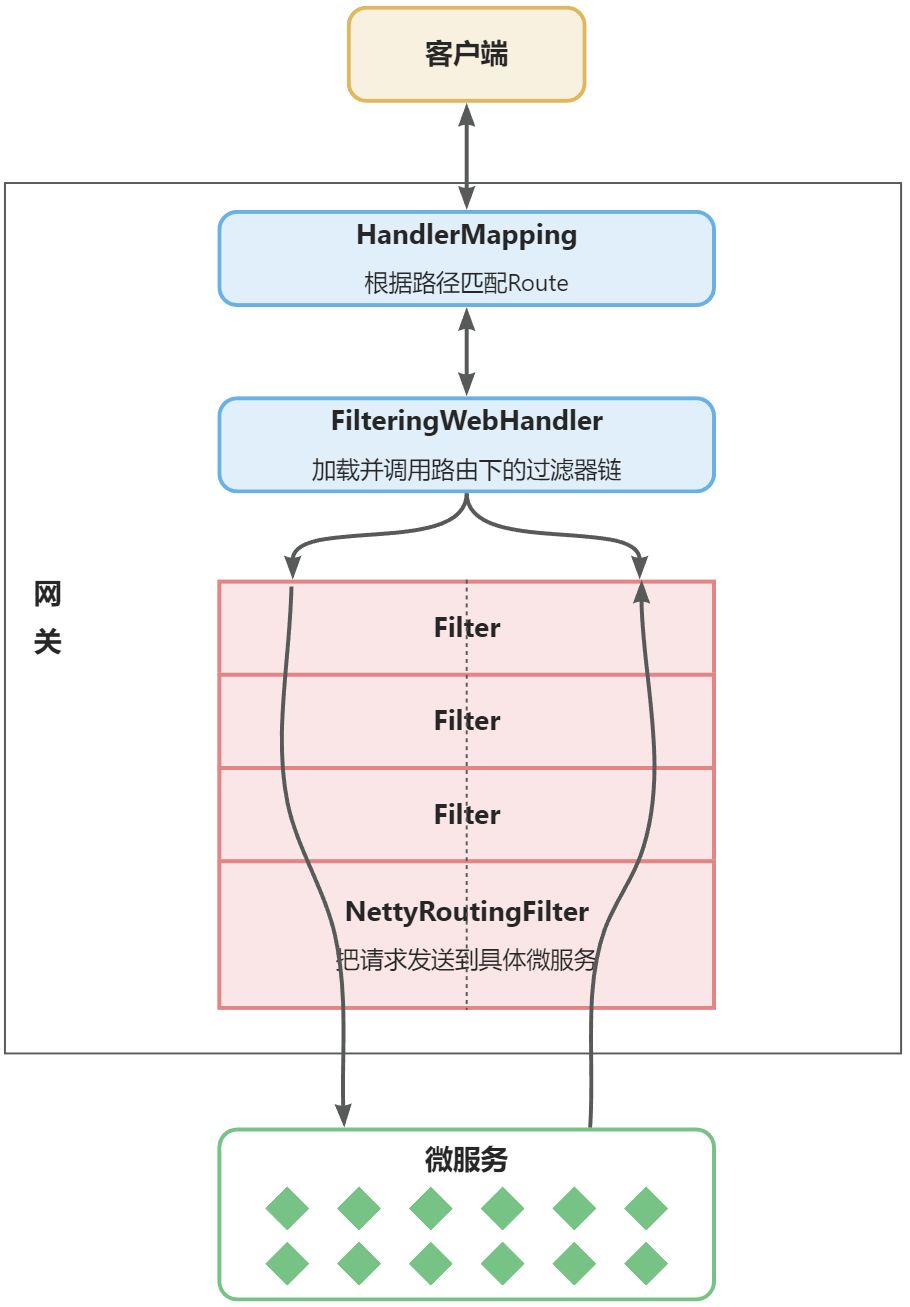 客户端
HandlerMapping
根据路径匹配Route
FilteringWebHandler
加载并调用路由下的过滤器链
网
关
Filter
Filter
Filter
NettyRoutingFilter
把请求发送到具体微服务
微服务